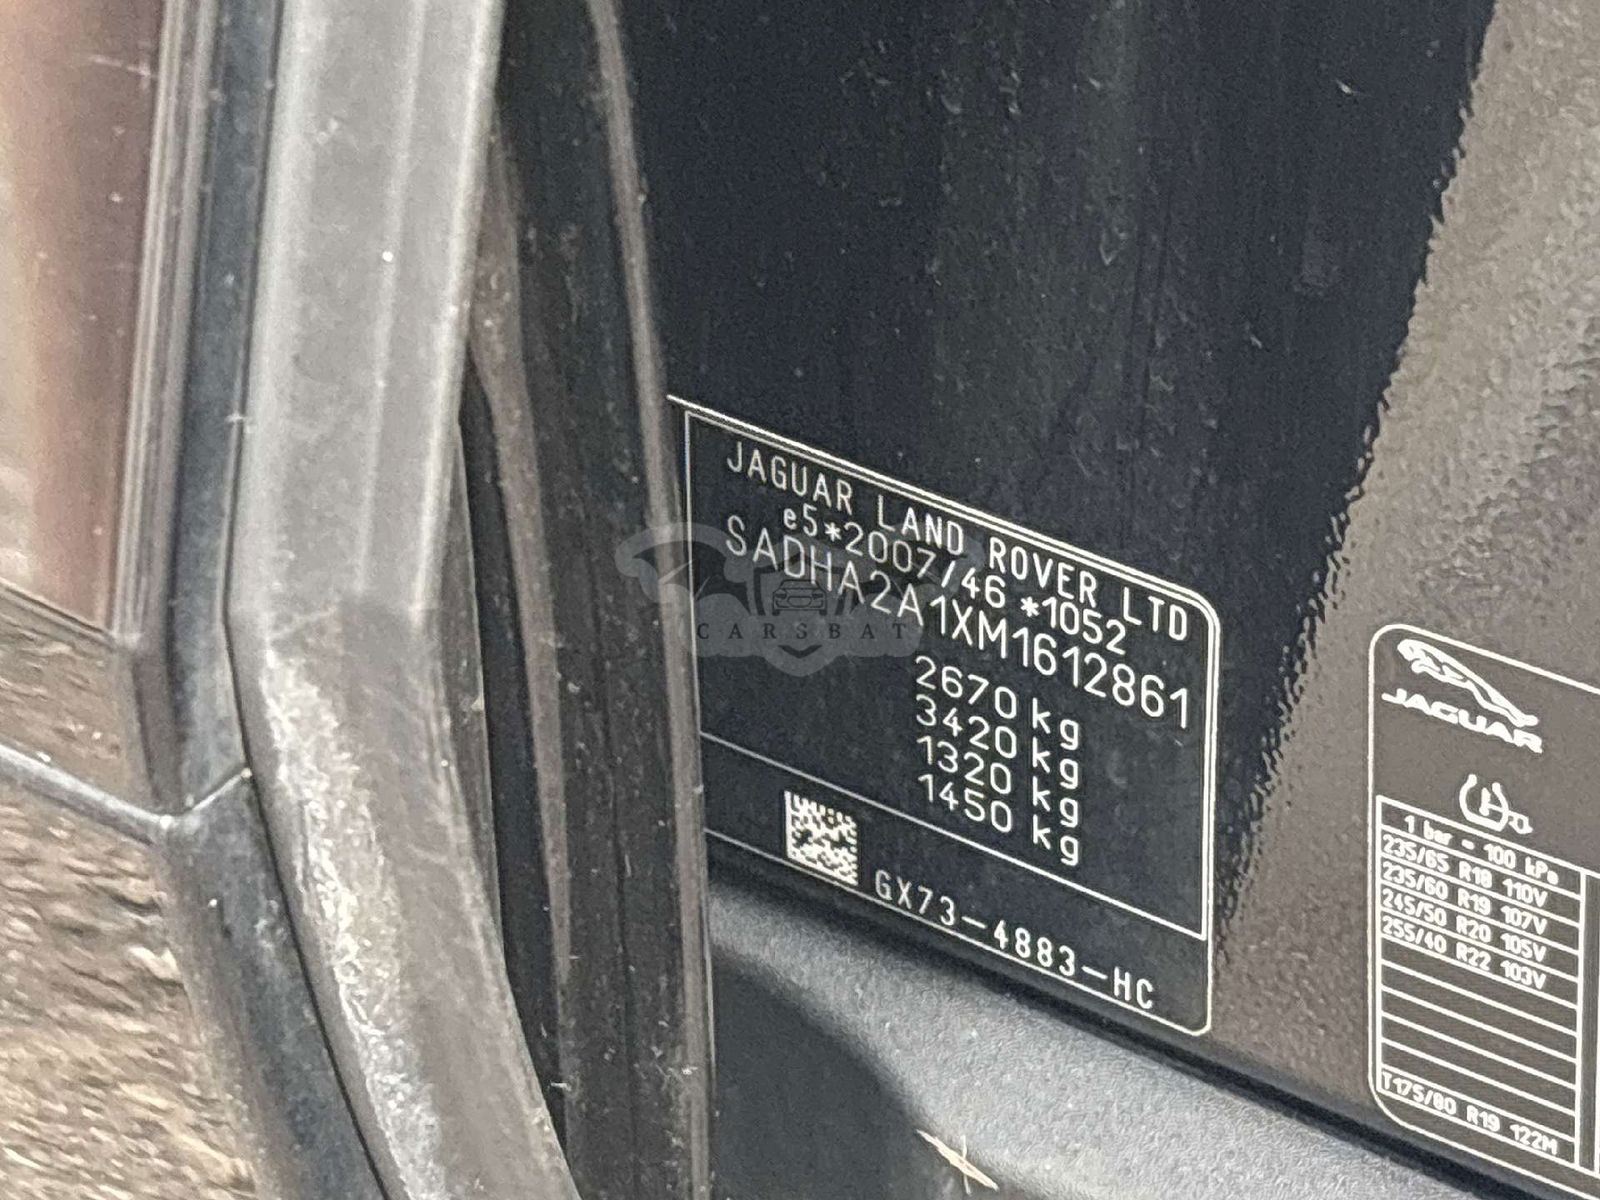 JAGUAR LAND ROVER LTD
e5*2007/46 *1052
SADHA2A1XM1612861
2670 kg
3420 kg
1320 kg
1450 kg
GX73-4883-HC
CARSBAT
JAGUAR
1 bar = 100 kPa
235/65 R18 110V
235/60 R19 107V
245/50 R20 105V
255/40 R22 103V
T175/80 R19 122M